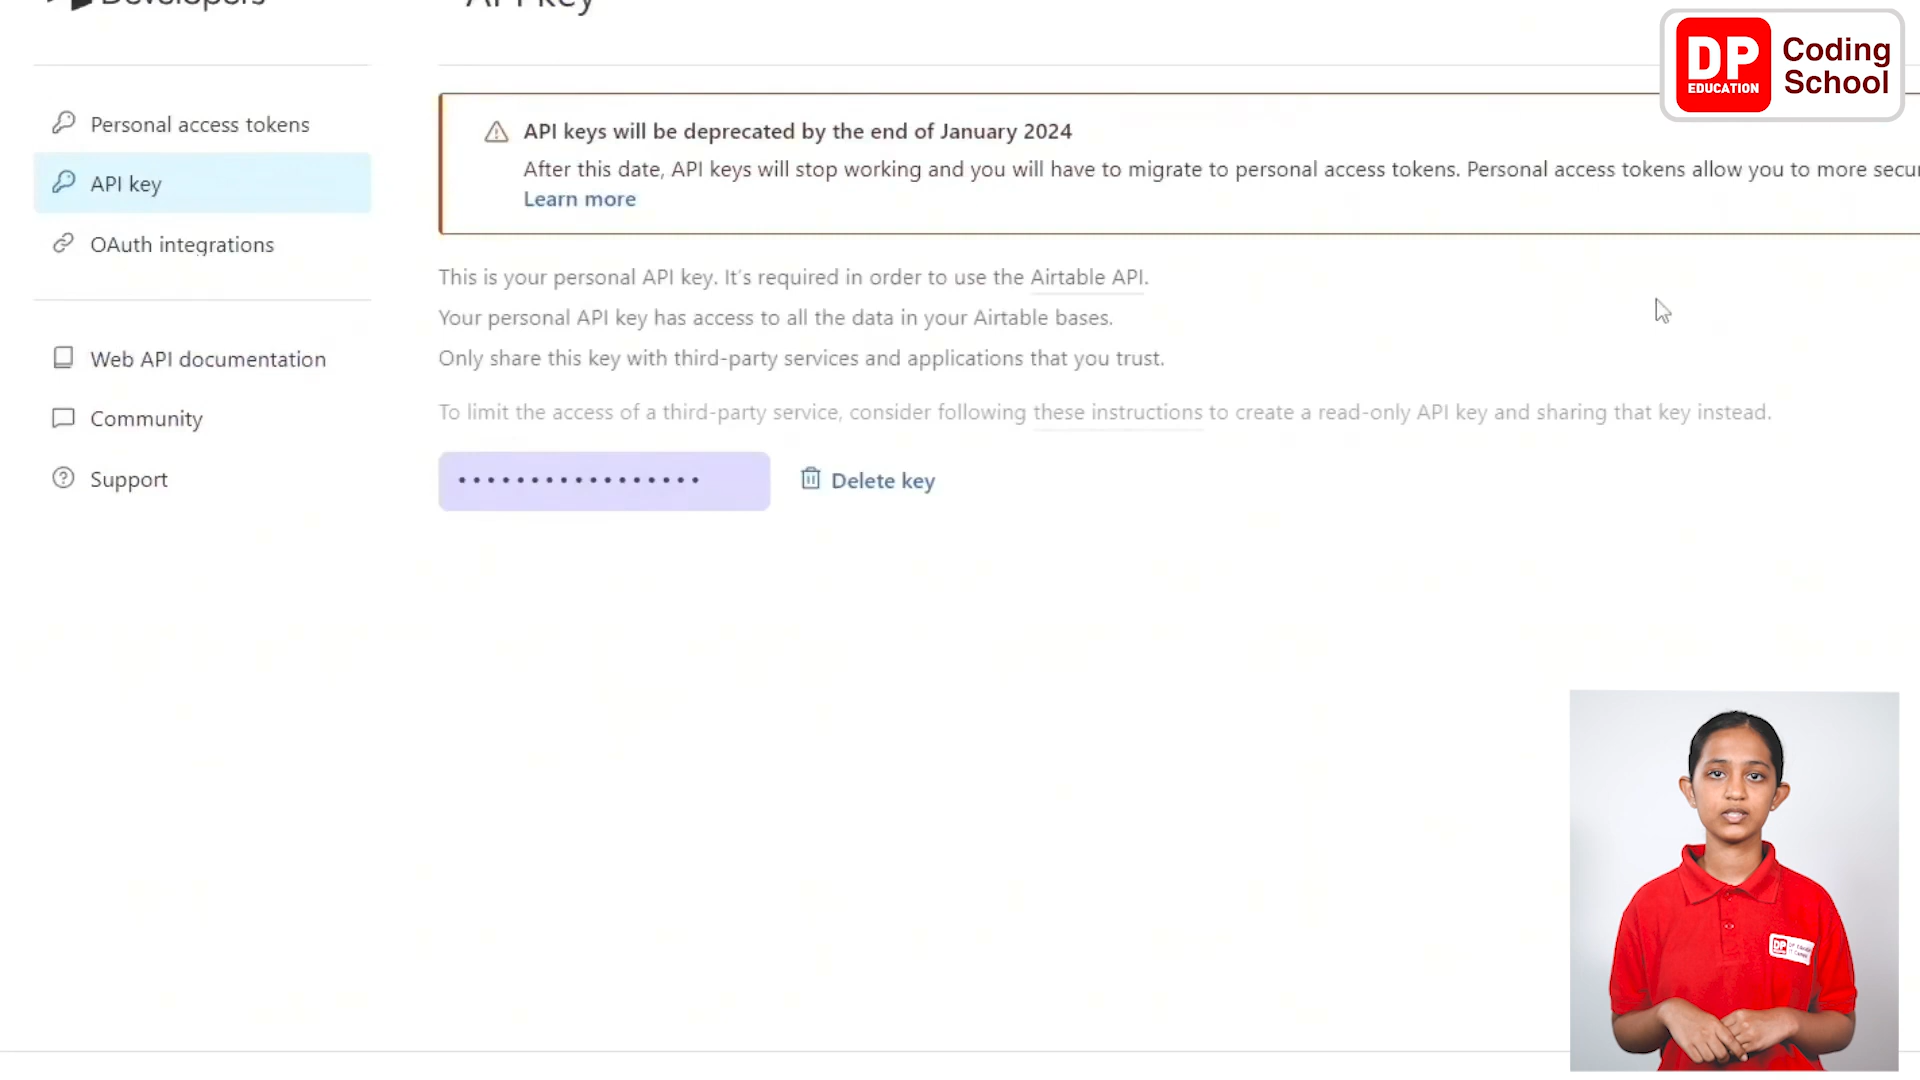 Developers
API key
DP
EDUCATION
Coding
School
Personal access tokens
API key
OAuth integrations
Web API documentation
Community
Support
API keys will be deprecated by the end of January 2024
After this date, API keys will stop working and you will have to migrate to personal access tokens. Personal access tokens allow you to more
Learn more
This is your personal API key. It's required in order to use the Airtable API.
Your personal API key has access to all the data in your Airtable bases.
Only share this key with third-party services and applications that you trust.
To limit the access of a third-party service, consider following these instructions to create a read-only API key and sharing that key instead.
•••••••••••••••••
Delete key
DP